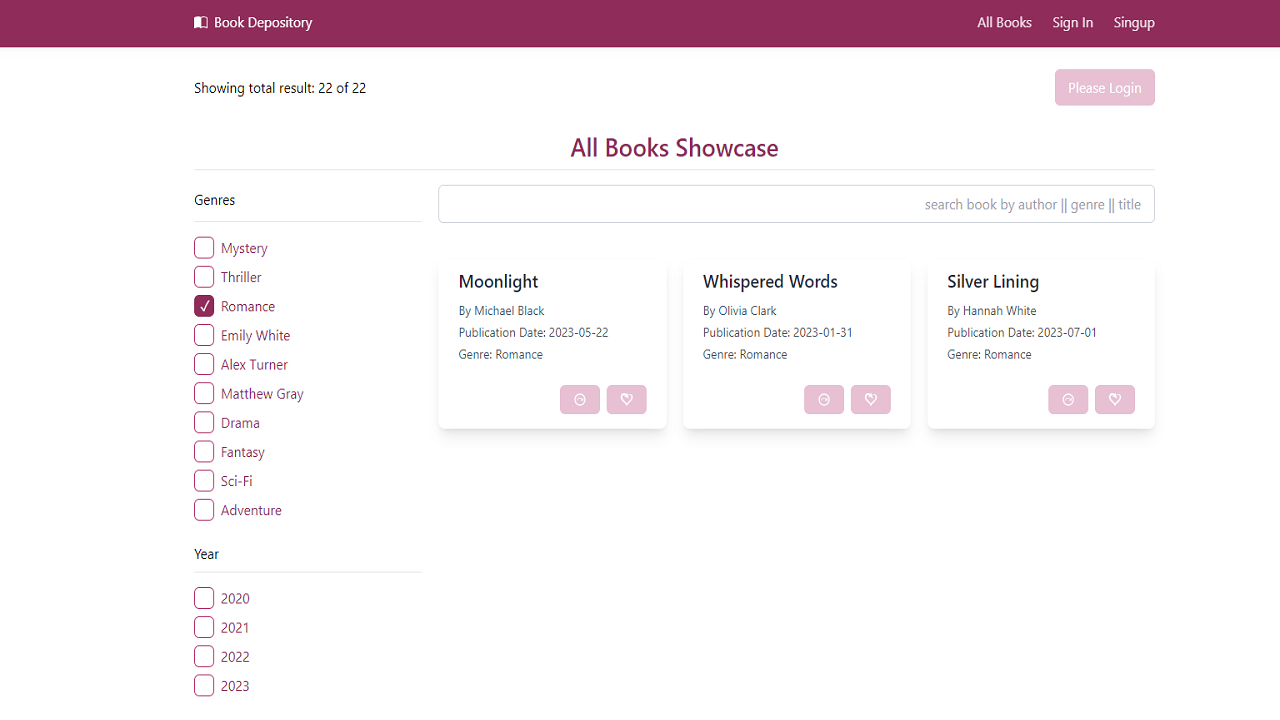 Book Depository
All Books Sign In Singup
Showing total result: 22 of 22
Please Login
All Books Showcase
Genres
search book by author || genre || title
Mystery
Thriller
Romance
Emily White
Alex Turner
Matthew Gray
Drama
Fantasy
Sci-Fi
Adventure
Year
2020
2021
2022
2023
Moonlight
By Michael Black
Publication Date: 2023-05-22
Genre: Romance
Whispered Words
By Olivia Clark
Publication Date: 2023-01-31
Genre: Romance
Silver Lining
By Hannah White
Publication Date: 2023-07-01
Genre: Romance